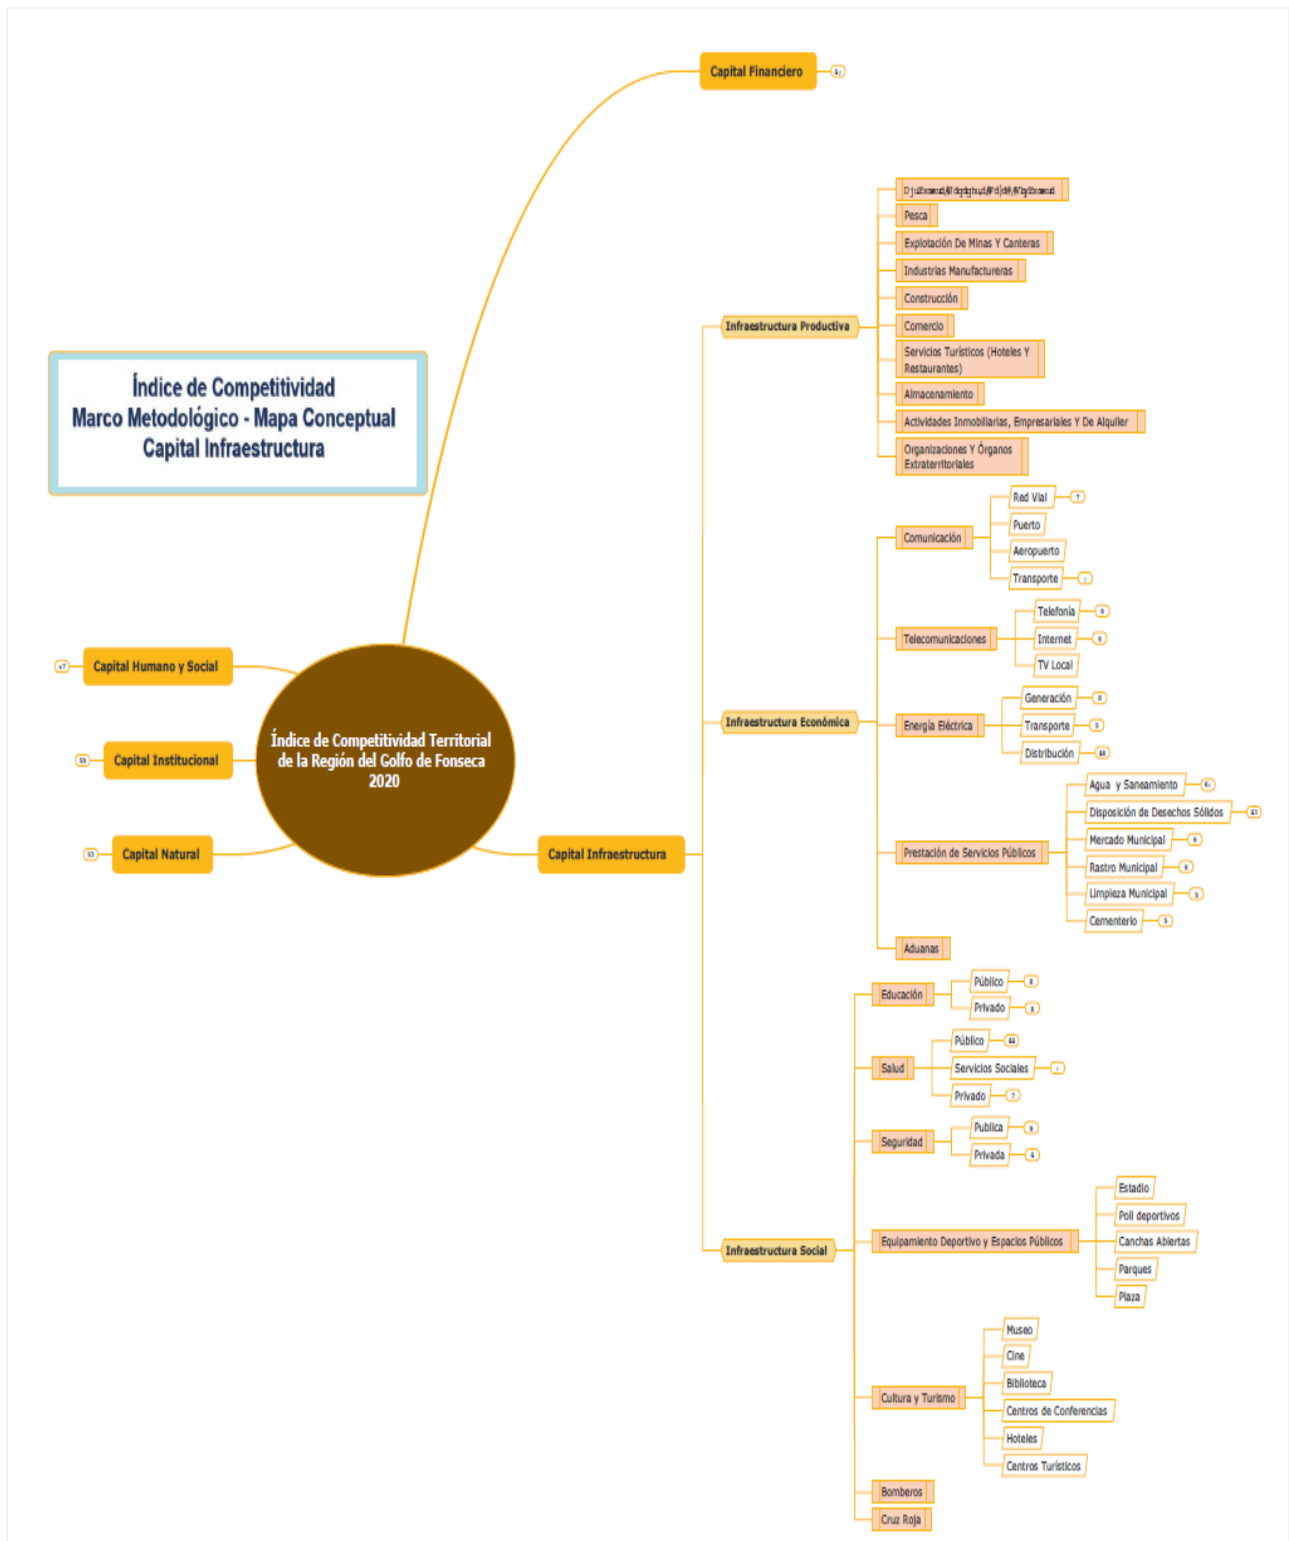 Capital Financiero
Pesca
Explotación De Minas Y Canteras
Industrias Manufactureras
Construcción
Infraestructura Productiva
Comercio
Servicios Turísticos (Hoteles Y
Restaurantes)
Almacenamiento
Actividades Inmobiliarias, Empresariales Y De Alquiler
Organizaciones Y Órganos
Extraterritoriales
Índice de Competitividad
Marco Metodológico - Mapa Conceptual
Capital Infraestructura
Red Vial
7
Puerto
Comunicación
Aeropuerto
Transporte
Telefonía
Telecomunicaciones
Internet
TV Local
Capital Humano y Social
Capital Institucional
Capital Natural
Índice de Competitividad Territorial
de la Región del Golfo de Fonseca
2020
Capital Infraestructura
Infraestructura Económica
Generación
Energía Eléctrica
Transporte
Distribución
Agua y Saneamiento
Disposición de Desechos Sólidos
Mercado Municipal
Prestación de Servicios Públicos
Rastro Municipal
Limpieza Municipal
Cementerio
Aduanas
Público
Educación
Privado
Público
Salud
Servicios Sociales
Privado
7
Publica
Seguridad
Privada
Infraestructura Social
Estadio
Poli deportivos
Equipamiento Deportivo y Espacios Públicos
Canchas Abiertas
Parques
Plaza
Museo
Cine
Biblioteca
Cultura y Turismo
Centros de Conferencias
Hoteles
Centros Turísticos
Bomberos
Cruz Roja